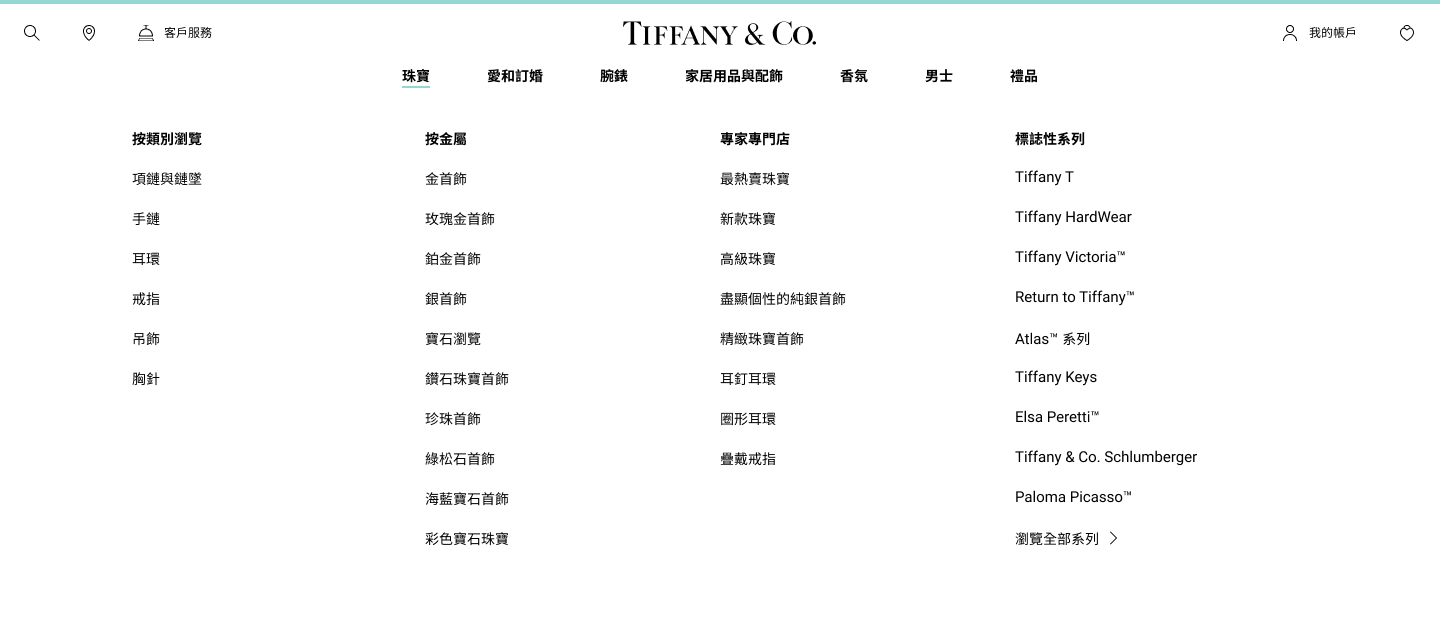 客戶服務
TIFFANY & CO.
我的帳戶
珠寶 愛和訂婚 腕錶 家居用品與配飾 香氛 男士 禮品
按類別瀏覽
項鏈與鏈墜
手鏈
耳環
戒指
吊飾
胸針
按金屬
金首飾
玫瑰金首飾
鉑金首飾
銀首飾
寶石瀏覽
鑽石珠寶首飾
珍珠首飾
綠松石首飾
海藍寶石首飾
彩色寶石珠寶
專家專門店
最熱賣珠寶
新款珠寶
高級珠寶
盡顯個性的純銀首飾
精緻珠寶首飾
耳釘耳環
圈形耳環
疊戴戒指
標誌性系列
Tiffany T
Tiffany HardWear
Tiffany Victoria™
Return to Tiffany™
Atlas™ 系列
Tiffany Keys
Elsa Peretti™
Tiffany & Co. Schlumberger
Paloma Picasso™
瀏覽全部系列